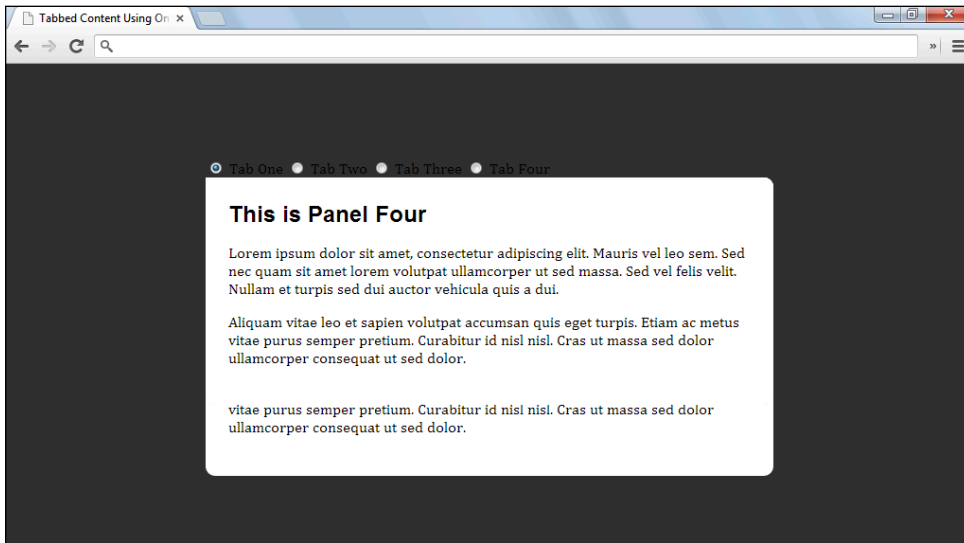 Tabbed Content Using On
»
Tab One Tab Two Tab Three Tab Four
This is Panel Four
Lorem ipsum dolor sit amet, consectetur adipiscing elit. Mauris vel leo sem. Sed
nec quam sit amet lorem volutpat ullamcorper ut sed massa. Sed vel felis velit.
Nullam et turpis sed dui auctor vehicula quis a dui.
Aliquam vitae leo et sapien volutpat accumsan quis eget turpis. Etiam ac metus
vitae purus semper pretium. Curabitur id nisl nisl. Cras ut massa sed dolor
ullamcorper consequat ut sed dolor.
vitae purus semper pretium. Curabitur id nisl nisl. Cras ut massa sed dolor
ullamcorper consequat ut sed dolor.